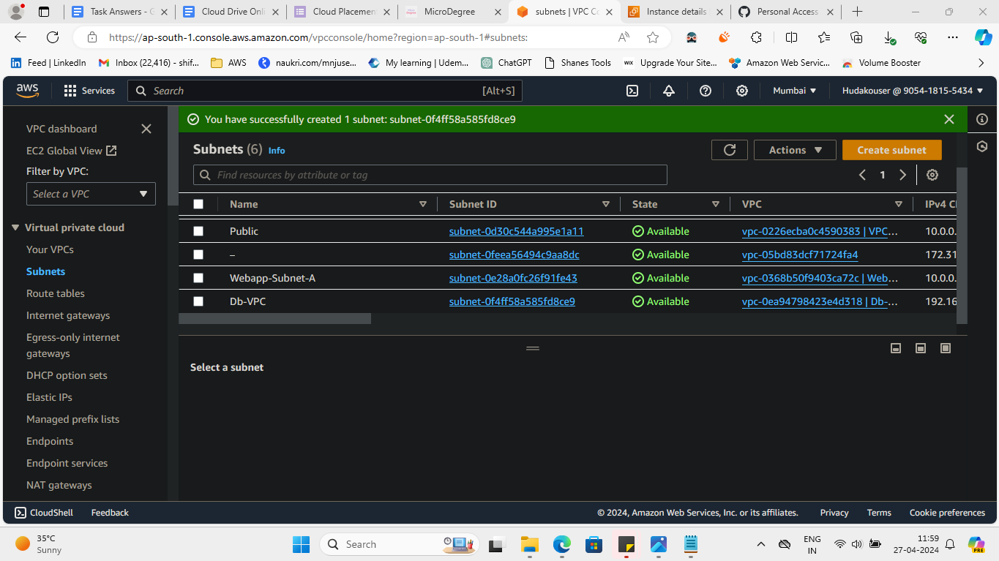 Task Answers - G
Cloud Drive Onli
Cloud Placemen
MicroDegree
subnets | VPC Co
Instance details
Personal Access
https://ap-south-1.console.aws.amazon.com/vpcconsole/home?region=ap-south-1#subnets:
Feed | LinkedIn
Inbox (22,416) - shif...
AWS
naukri.com/mnjuse...
My learning | Udem...
ChatGPT
Shanes Tools
WIX Upgrade Your Site...
Amazon Web Servic...
Volume Booster
aws
Services
Search
[Alt+S]
Mumbai
Hudakouser @ 9054-1815-5434
VPC dashboard
EC2 Global View
Filter by VPC:
Select a VPC
Virtual private cloud
Your VPCs
Subnets
Route tables
Internet gateways
Egress-only internet
gateways
DHCP option sets
Elastic IPs
Managed prefix lists
Endpoints
Endpoint services
NAT gateways
You have successfully created 1 subnet: subnet-0f4ff58a585fd8ce9
Subnets (6) Info
Actions
Create subnet
Find resources by attribute or tag
1
Name Subnet ID State VPC IPv4 CI
Public subnet-0d30c544a995e1a11 Available vpc-0226ecba0c4590383 | VPC... 10.0.0.
– subnet-0feea56494c9aa8dc Available vpc-05bd83dcf71724fa4 172.31
Webapp-Subnet-A subnet-0e28a0fc26f91fe43 Available vpc-0368b50f9403ca72c | Web... 10.0.0.
Db-VPC subnet-0f4ff58a585fd8ce9 Available vpc-0ea94798423e4d318 | Db-... 192.16
Select a subnet
CloudShell
Feedback
© 2024, Amazon Web Services, Inc. or its affiliates.
Privacy
Terms
Cookie preferences
35°C
Sunny
Search
ENG
IN
11:59
27-04-2024
PRE